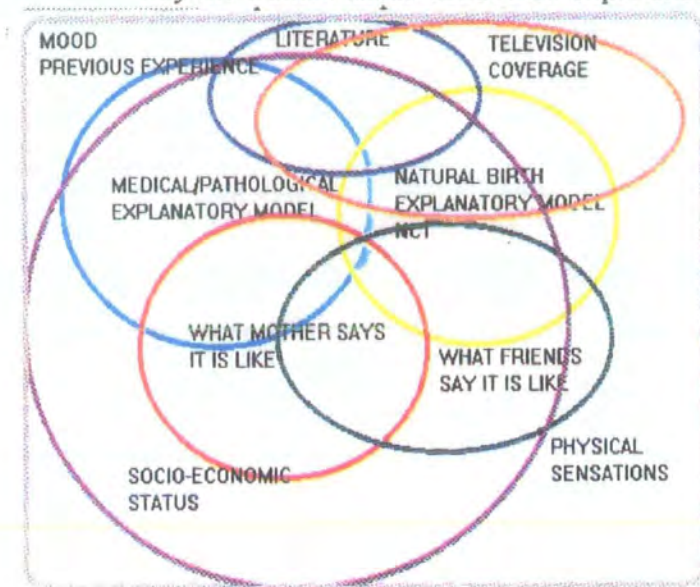 MOOD
PREVIOUS EXPERIENCE
LITERATURE
TELEVISION
COVERAGE
MEDICAL/PATHOLOGICAL
EXPLANATORY MODEL
NATURAL BIRTH
EXPLANATORY MODEL
NCT
WHAT MOTHER SAYS
IT IS LIKE
WHAT FRIENDS
SAY IT IS LIKE
PHYSICAL
SENSATIONS
SOCIO-ECONOMIC
STATUS